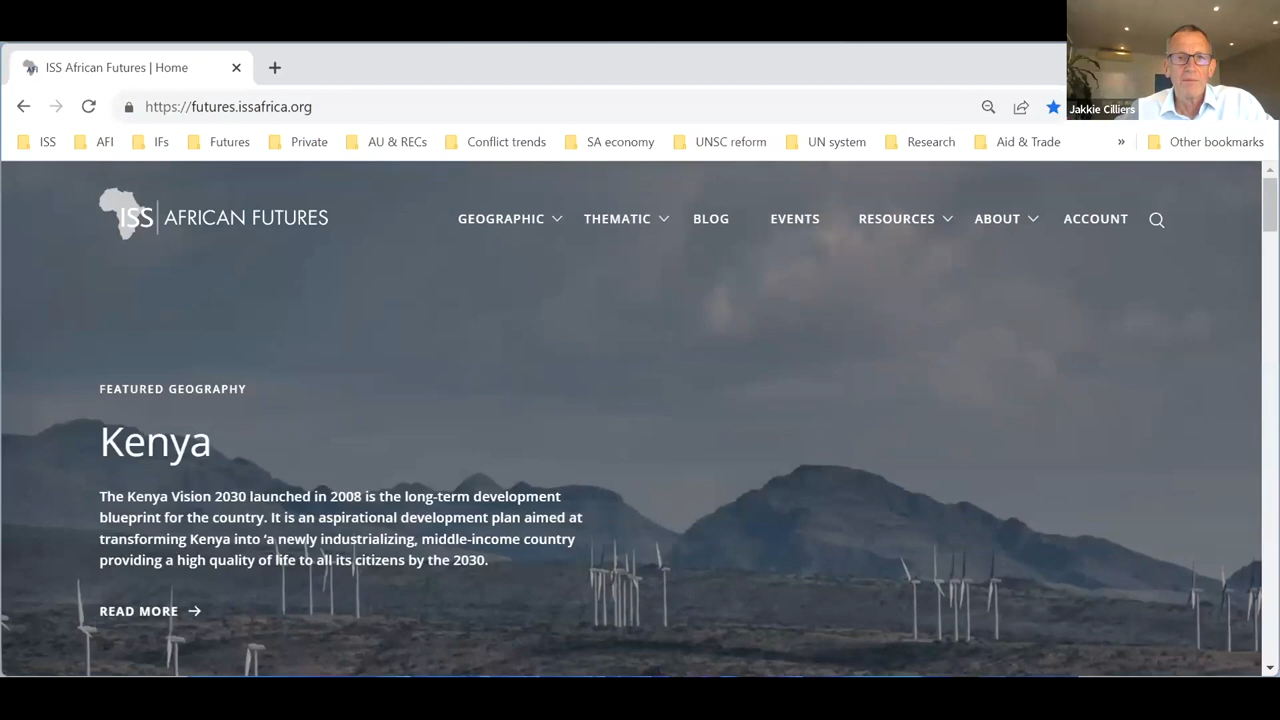 ISS African Futures | Home
https://futures.issafrica.org
Jakkie Cilliers
ISS
AFI
IFs
Futures
Private
AU & RECs
Conflict trends
SA economy
UNSC reform
UN system
Research
Aid & Trade
»
Other bookmarks
ISS | AFRICAN FUTURES
GEOGRAPHIC
THEMATIC
BLOG
EVENTS
RESOURCES
ABOUT
ACCOUNT
FEATURED GEOGRAPHY
Kenya
The Kenya Vision 2030 launched in 2008 is the long-term development
blueprint for the country. It is an aspirational development plan aimed at
transforming Kenya into ‘a newly industrializing, middle-income country
providing a high quality of life to all its citizens by the 2030.
READ MORE